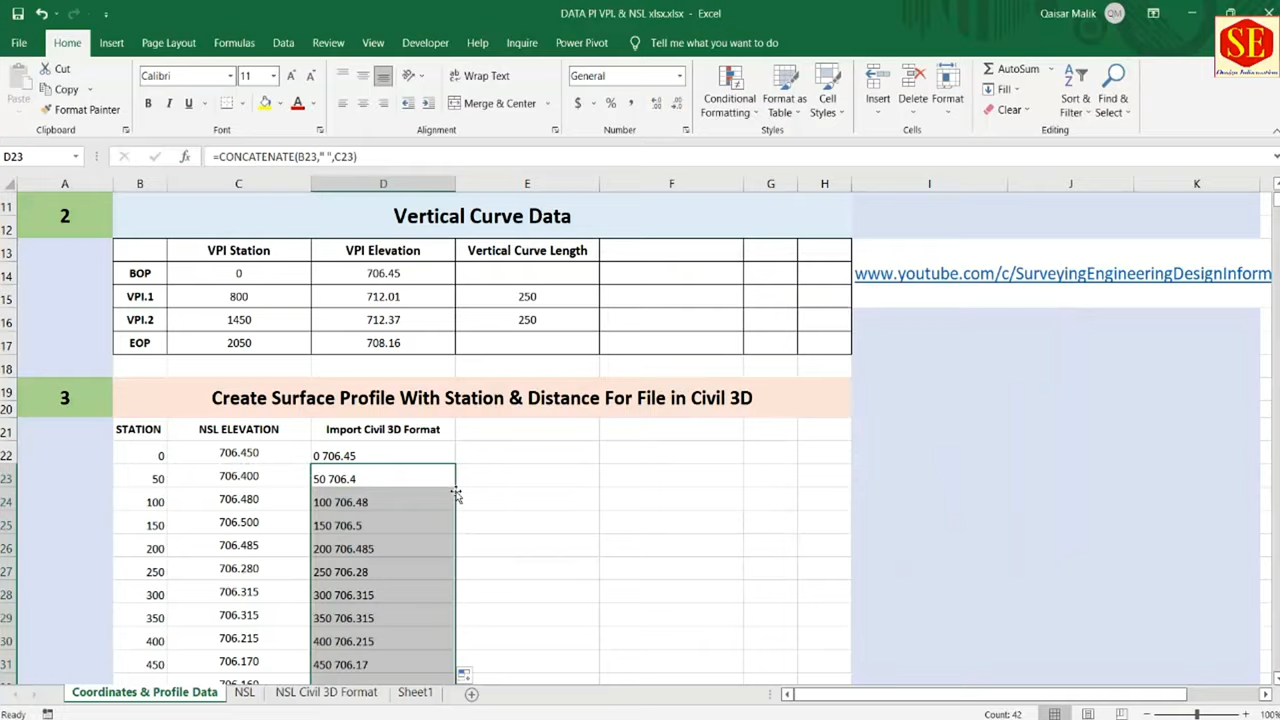 DATA PI VPI. & NSL xlsx.xlsx - Excel
Qaisar Malik QM
File Home Insert Page Layout Formulas Data Review View Developer Help Inquire Power Pivot Tell me what you want to do
SE
Paste
Cut
Copy
Format Painter
Clipboard
Calibri 11
B I U
Font
Wrap Text
Merge & Center
Alignment
General
$ % ,
Number
Conditional Formatting
Format as Table
Cell Styles
Styles
Insert
Delete
Format
Cells
AutoSum
Fill
Clear
Sort & Filter
Find & Select
Editing
D23 =CONCATENATE(B23," ",C23)
A B C D E F G H I J K
11
12
2 Vertical Curve Data
13 VPI Station VPI Elevation Vertical Curve Length
14 BOP 0 706.45
www.youtube.com/c/SurveyingEngineeringDesignInform
15 VPI.1 800 712.01 250
16 VPI.2 1450 712.37 250
17 EOP 2050 708.16
18
19
20
3 Create Surface Profile With Station & Distance For File in Civil 3D
21 STATION NSL ELEVATION Import Civil 3D Format
22 0 706.450 0 706.45
23 50 706.400 50 706.4
24 100 706.480 100 706.48
25 150 706.500 150 706.5
26 200 706.485 200 706.485
27 250 706.280 250 706.28
28 300 706.315 300 706.315
29 350 706.315 350 706.315
30 400 706.215 400 706.215
31 450 706.170 450 706.17
Coordinates & Profile Data NSL NSL Civil 3D Format Sheet1
Ready Count: 42 100%